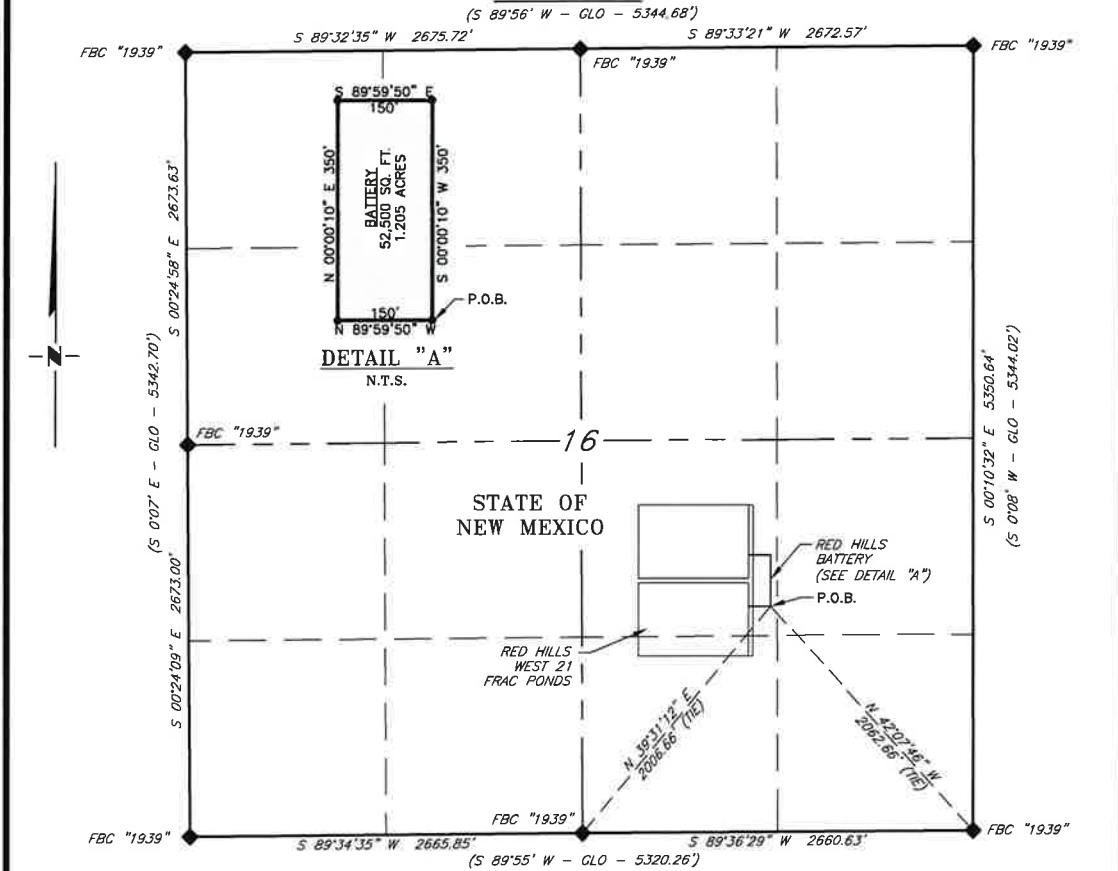 (S 89°56' W - GLO - 5344.68')
S 89°32'35" W 2675.72'
S 89°33'21" W 2672.57'
FBC "1939"
FBC "1939"
FBC "1939"
S 89°59'50" E
150'
N 00°00'10" E 350'
BATTERY
52,500 SQ. FT.
1.205 ACRES
S 00°00'10" W 350'
P.O.B.
150'
N 89°59'50" W
DETAIL "A"
N.T.S.
S 00°24'58" E 2673.63'
(S 0°07' E - GLO - 5342.70')
N
FBC "1939"
16
S 00°10'32" E 5350.64'
(S 0°08' W - GLO - 5344.02')
STATE OF
NEW MEXICO
RED HILLS
BATTERY
(SEE DETAIL "A")
P.O.B.
RED HILLS
WEST 21
FRAC PONDS
S 00°24'09" E 2673.00'
N 39°31'12" E
2006.66' (TIE)
N 42°07'46" W
2062.66' (TIE)
FBC "1939"
FBC "1939"
FBC "1939"
S 89°34'35" W 2665.85'
S 89°36'29" W 2660.63'
(S 89°55' W - GLO - 5320.26')